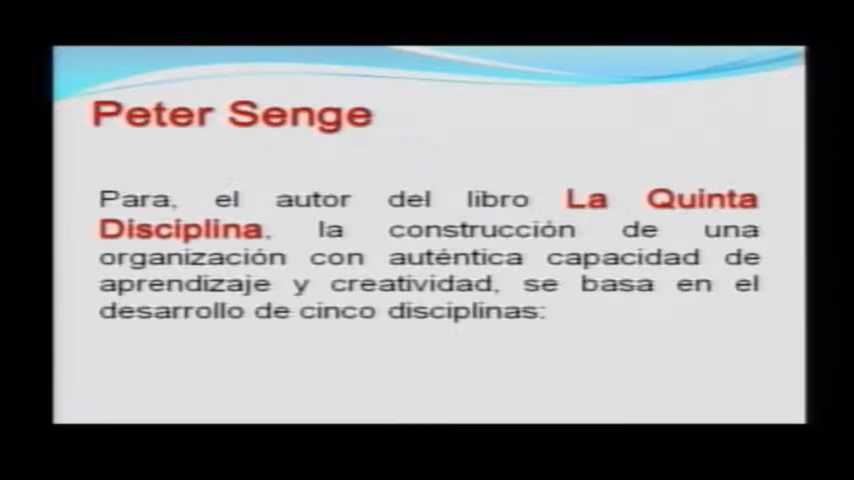 Peter Senge
Para, el autor del libro La Quinta
Disciplina, la construcción de una
organización con auténtica capacidad de
aprendizaje y creatividad, se basa en el
desarrollo de cinco disciplinas: